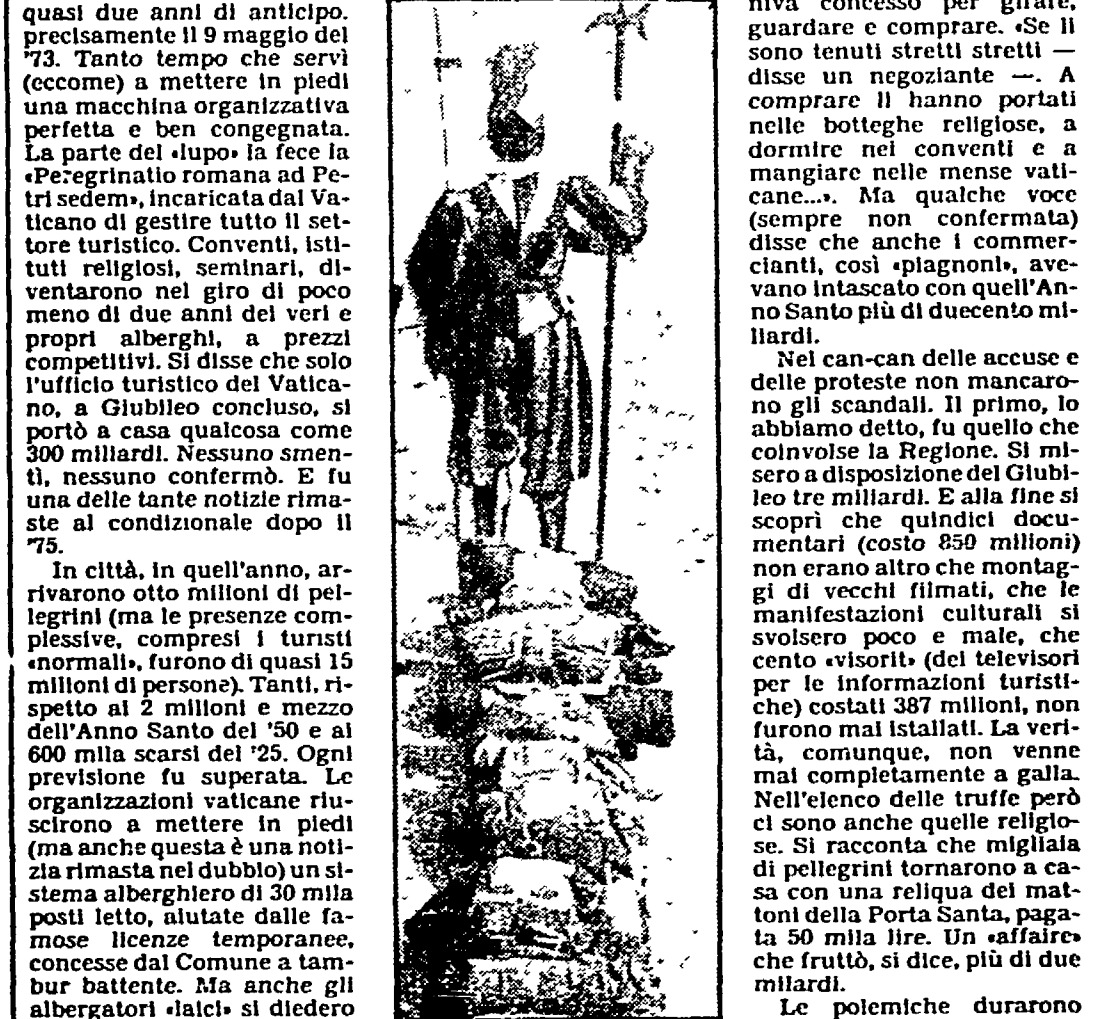 quasi due anni di anticipo.
precisamente il 9 maggio del
'73. Tanto tempo che servì
(eccome) a mettere in piedi
una macchina organizzativa
perfetta e ben congegnata.
La parte del «lupo» la fece la
«Peregrinatio romana ad Pe-
tri sedem», incaricata dal Va-
ticano di gestire tutto il set-
tore turistico. Conventi, isti-
tuti religiosi, seminari, di-
ventarono nel giro di poco
meno di due anni dei veri e
propri alberghi, a prezzi
competitivi. Si disse che solo
l'ufficio turistico del Vatica-
no, a Giubileo concluso, si
portò a casa qualcosa come
300 miliardi. Nessuno smen-
tì, nessuno confermò. E fu
una delle tante notizie rima-
ste al condizionale dopo il
'75.
In città, in quell'anno, ar-
rivarono otto milioni di pel-
legrini (ma le presenze com-
plessive, compresi i turisti
«normali», furono di quasi 15
milioni di persone). Tanti, ri-
spetto ai 2 milioni e mezzo
dell'Anno Santo del '50 e ai
600 mila scarsi del '25. Ogni
previsione fu superata. Le
organizzazioni vaticane riu-
scirono a mettere in piedi
(ma anche questa è una noti-
zia rimasta nel dubbio) un si-
stema alberghiero di 30 mila
posti letto, aiutate dalle fa-
mose licenze temporanee,
concesse dal Comune a tam-
bur battente. Ma anche gli
albergatori «laici» si diedero
niva concesso per girare,
guardare e comprare. «Se li
sono tenuti stretti stretti —
disse un negoziante —. A
comprare li hanno portati
nelle botteghe religiose, a
dormire nei conventi e a
mangiare nelle mense vati-
cane...». Ma qualche voce
(sempre non confermata)
disse che anche i commer-
cianti, così «piagnoni», ave-
vano intascato con quell'An-
no Santo più di duecento mi-
liardi.
Nel can-can delle accuse e
delle proteste non mancaro-
no gli scandali. Il primo, lo
abbiamo detto, fu quello che
coinvolse la Regione. Si mi-
sero a disposizione del Giubi-
leo tre miliardi. E alla fine si
scoprì che quindici docu-
mentari (costo 850 milioni)
non erano altro che montag-
gi di vecchi filmati, che le
manifestazioni culturali si
svolsero poco e male, che
cento «visorit» (dei televisori
per le informazioni turisti-
che) costati 387 milioni, non
furono mai istallati. La veri-
tà, comunque, non venne
mai completamente a galla.
Nell'elenco delle truffe però
ci sono anche quelle religio-
se. Si racconta che migliaia
di pellegrini tornarono a ca-
sa con una reliqua dei mat-
toni della Porta Santa, paga-
ta 50 mila lire. Un «affaire»
che fruttò, si dice, più di due
milardi.
Le polemiche durarono